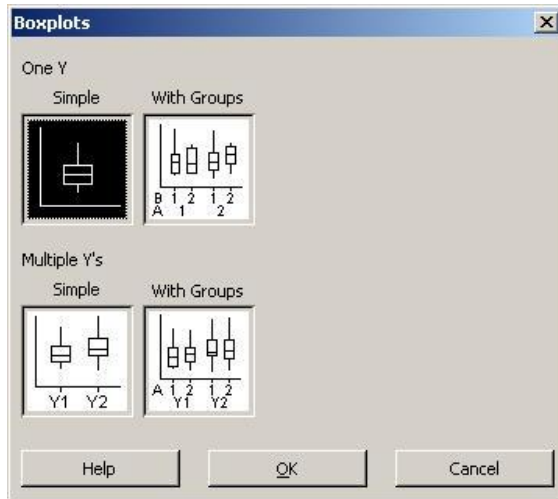 Boxplots
One Y
Simple
With Groups
B 1 2 1 2
A 1 2
Multiple Y's
Simple
With Groups
Y1 Y2
A 1 2 1 2
Y1 Y2
Help
OK
Cancel